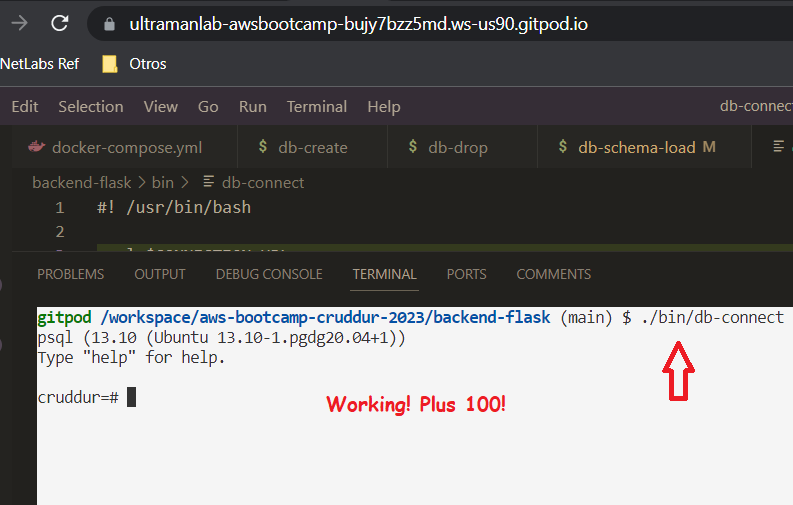 ultramanlab-awsbootcamp-bujy7bzz5md.ws-us90.gitpod.io
NetLabs Ref Otros
Edit Selection View Go Run Terminal Help db-connect
docker-compose.yml $ db-create $ db-drop $ db-schema-load M
backend-flask > bin > db-connect
1 #! /usr/bin/bash
2
PROBLEMS OUTPUT DEBUG CONSOLE TERMINAL PORTS COMMENTS
gitpod /workspace/aws-bootcamp-cruddur-2023/backend-flask (main) $ ./bin/db-connect
psql (13.10 (Ubuntu 13.10-1.pgdg20.04+1))
Type "help" for help.
cruddur=#
Working! Plus 100!